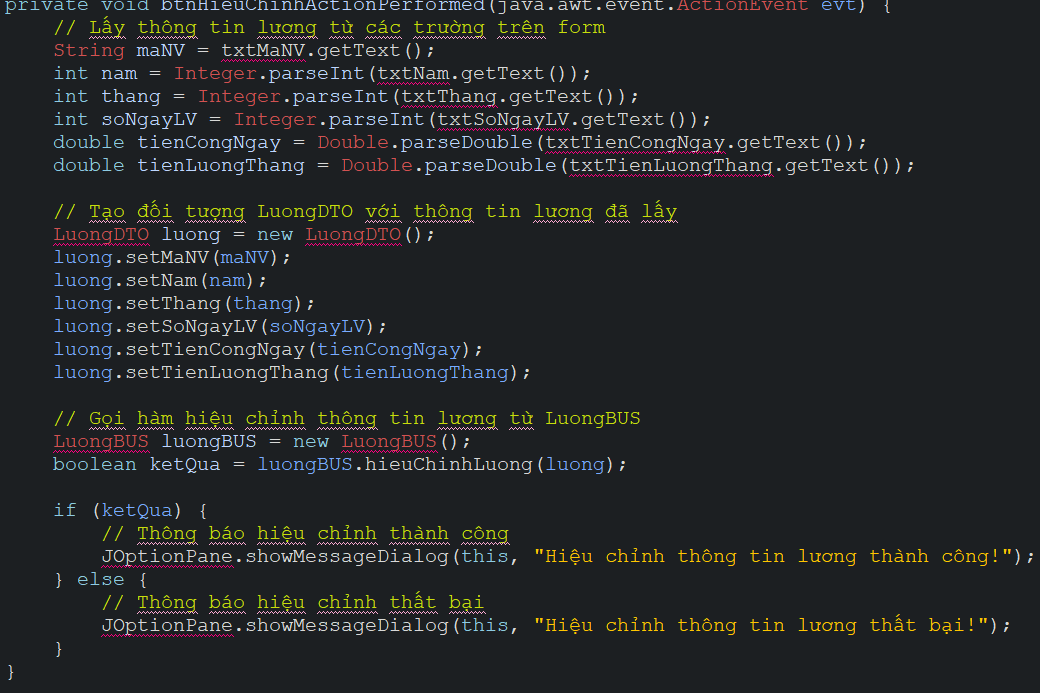 private void btnHieuChinhActionPerformed(java.awt.event.ActionEvent evt) {
    // Lấy thông tin lương từ các trường trên form
    String maNV = txtMaNV.getText();
    int nam = Integer.parseInt(txtNam.getText());
    int thang = Integer.parseInt(txtThang.getText());
    int soNgayLV = Integer.parseInt(txtSoNgayLV.getText());
    double tienCongNgay = Double.parseDouble(txtTienCongNgay.getText());
    double tienLuongThang = Double.parseDouble(txtTienLuongThang.getText());
    // Tạo đối tượng LuongDTO với thông tin lương đã lấy
    LuongDTO luong = new LuongDTO();
    luong.setMaNV(maNV);
    luong.setNam(nam);
    luong.setThang(thang);
    luong.setSoNgayLV(soNgayLV);
    luong.setTienCongNgay(tienCongNgay);
    luong.setTienLuongThang(tienLuongThang);
    // Gọi hàm hiệu chỉnh thông tin lương từ LuongBUS
    LuongBUS luongBUS = new LuongBUS();
    boolean ketQua = luongBUS.hieuChinhLuong(luong);
    if (ketQua) {
        // Thông báo hiệu chỉnh thành công
        JOptionPane.showMessageDialog(this, "Hiệu chỉnh thông tin lương thành công!");
    } else {
        // Thông báo hiệu chỉnh thất bại
        JOptionPane.showMessageDialog(this, "Hiệu chỉnh thông tin lương thất bại!");
    }
}